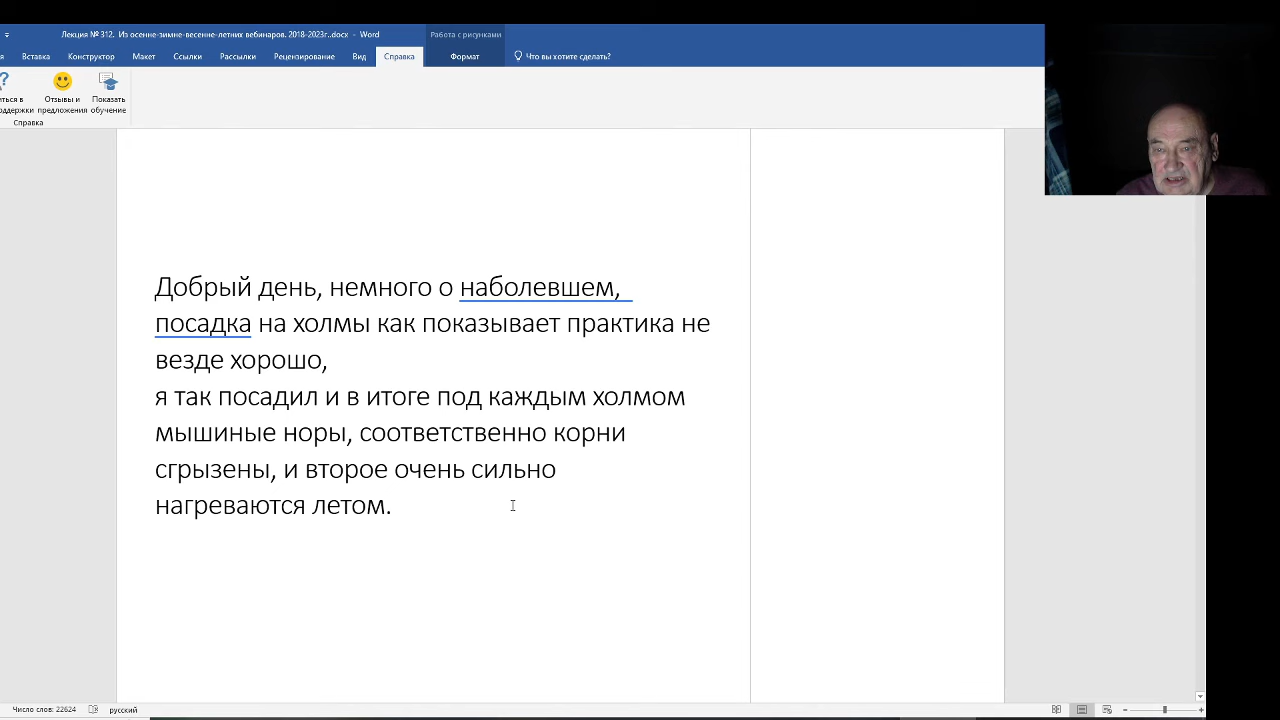 Лекция № 312. Из осенне-зимне-весенне-летних вебинаров. 2018-2023г..docx - Word
Работа с рисунками
Вставка Конструктор Макет Ссылки Рассылки Рецензирование Вид Справка Формат Что вы хотите сделать?
Отзывы и Показать
предложения обучение
Справка
Добрый день, немного о наболевшем,
посадка на холмы как показывает практика не
везде хорошо,
я так посадил и в итоге под каждым холмом
мышиные норы, соответственно корни
сгрызены, и второе очень сильно
нагреваются летом.
Число слов: 22624 русский